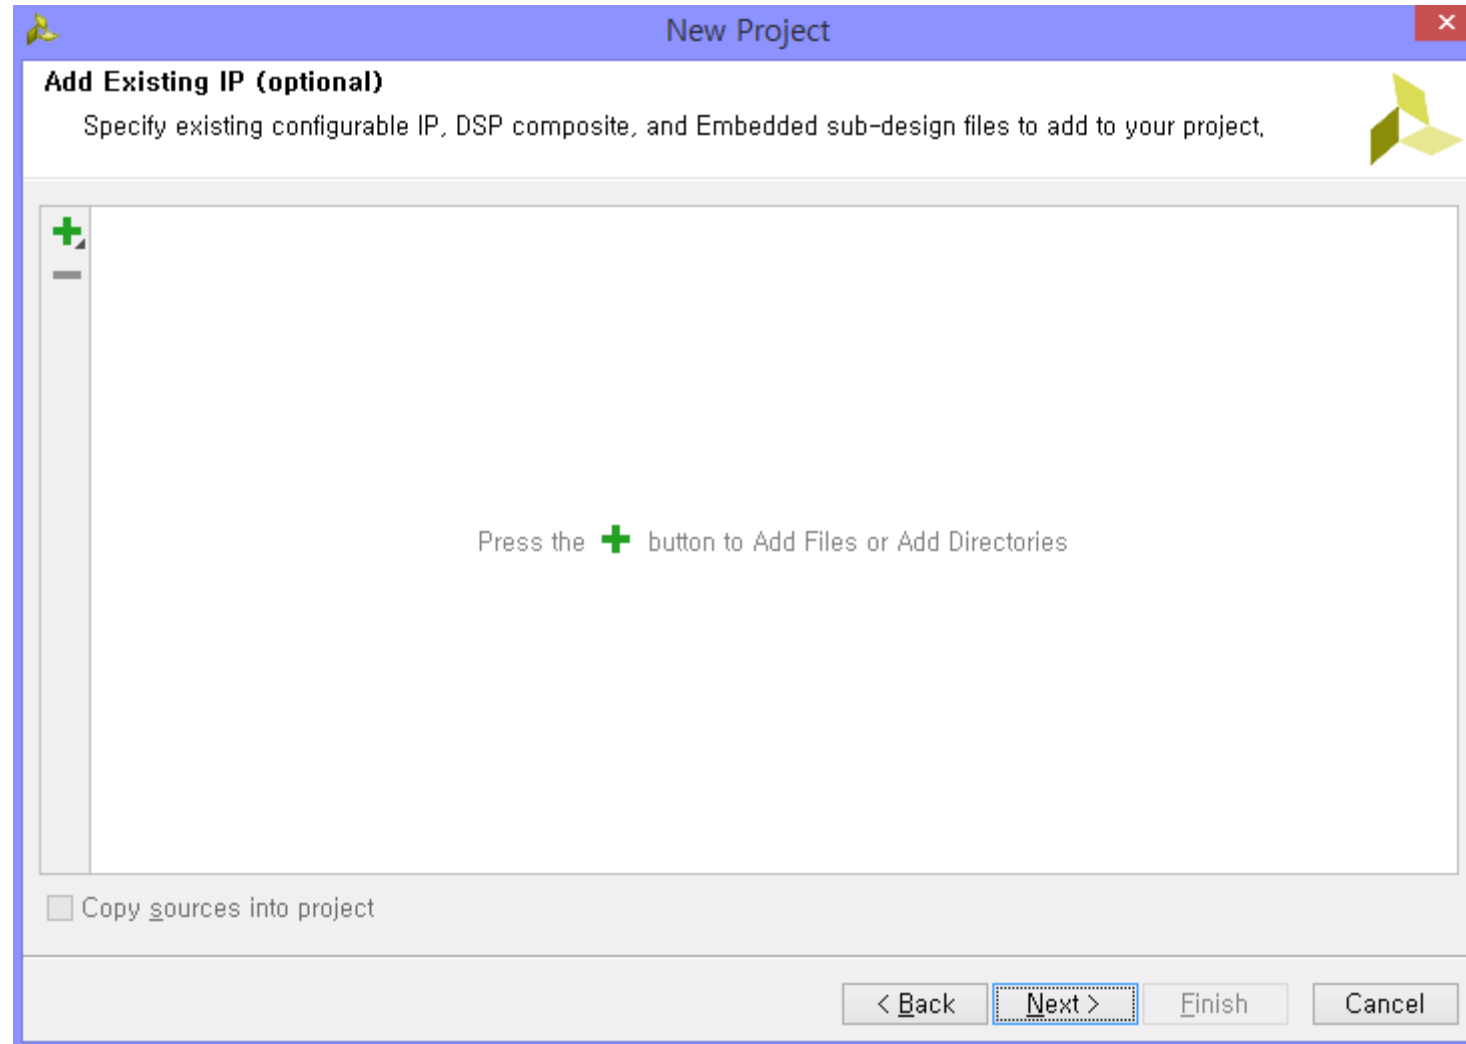 New Project
Add Existing IP (optional)
Specify existing configurable IP, DSP composite, and Embedded sub-design files to add to your project.
Press the + button to Add Files or Add Directories
Copy sources into project
< Back
Next >
Finish
Cancel